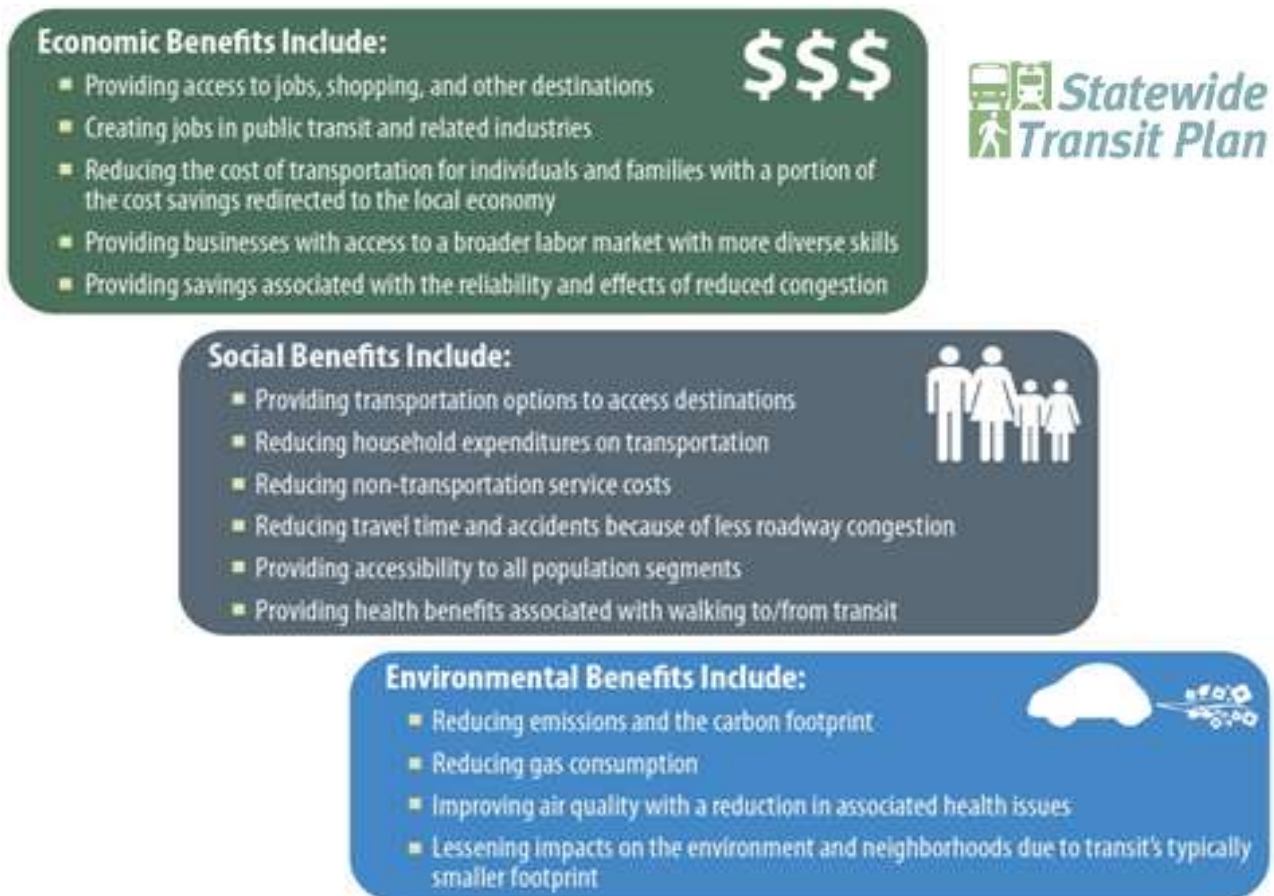 Economic Benefits Include:
$$$
Providing access to jobs, shopping, and other destinations
Creating jobs in public transit and related industries
Reducing the cost of transportation for individuals and families with a portion of
the cost savings redirected to the local economy
Providing businesses with access to a broader labor market with more diverse skills
Providing savings associated with the reliability and effects of reduced congestion
Statewide
Transit Plan
Social Benefits Include:
Providing transportation options to access destinations
Reducing household expenditures on transportation
Reducing non-transportation service costs
Reducing travel time and accidents because of less roadway congestion
Providing accessibility to all population segments
Providing health benefits associated with walking to/from transit
Environmental Benefits Include:
Reducing emissions and the carbon footprint
Reducing gas consumption
Improving air quality with a reduction in associated health issues
Lessening impacts on the environment and neighborhoods due to transit's typically
smaller footprint